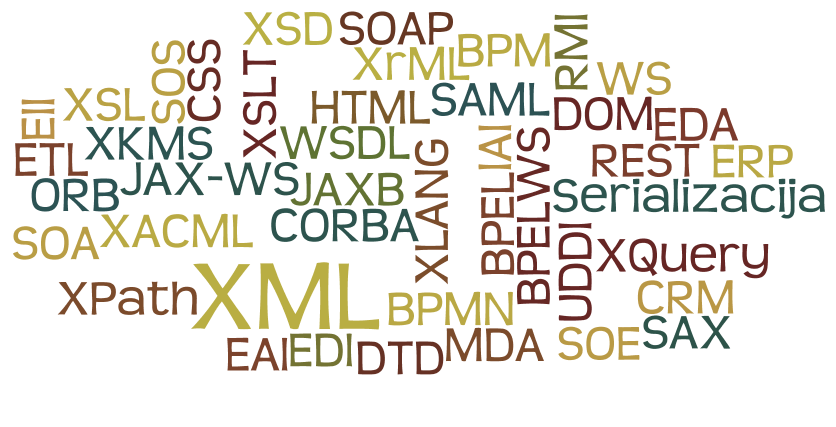 XSD
SOAP
RMI
XrML
BPM
SOS
CSS
XSLT
WS
EII
XSL
HTML
SAML
DOM
EDA
ETL
XKMS
WSDL
IAI
REST
ERP
ORB
JAX-WS
JAXB
XLANG
BPEL
BPELWS
Serializacija
SOA
XACML
CORBA
UDDI
XQuery
XPath
XML
BPMN
CRM
EAI
EDI
DTD
MDA
SOE
SAX